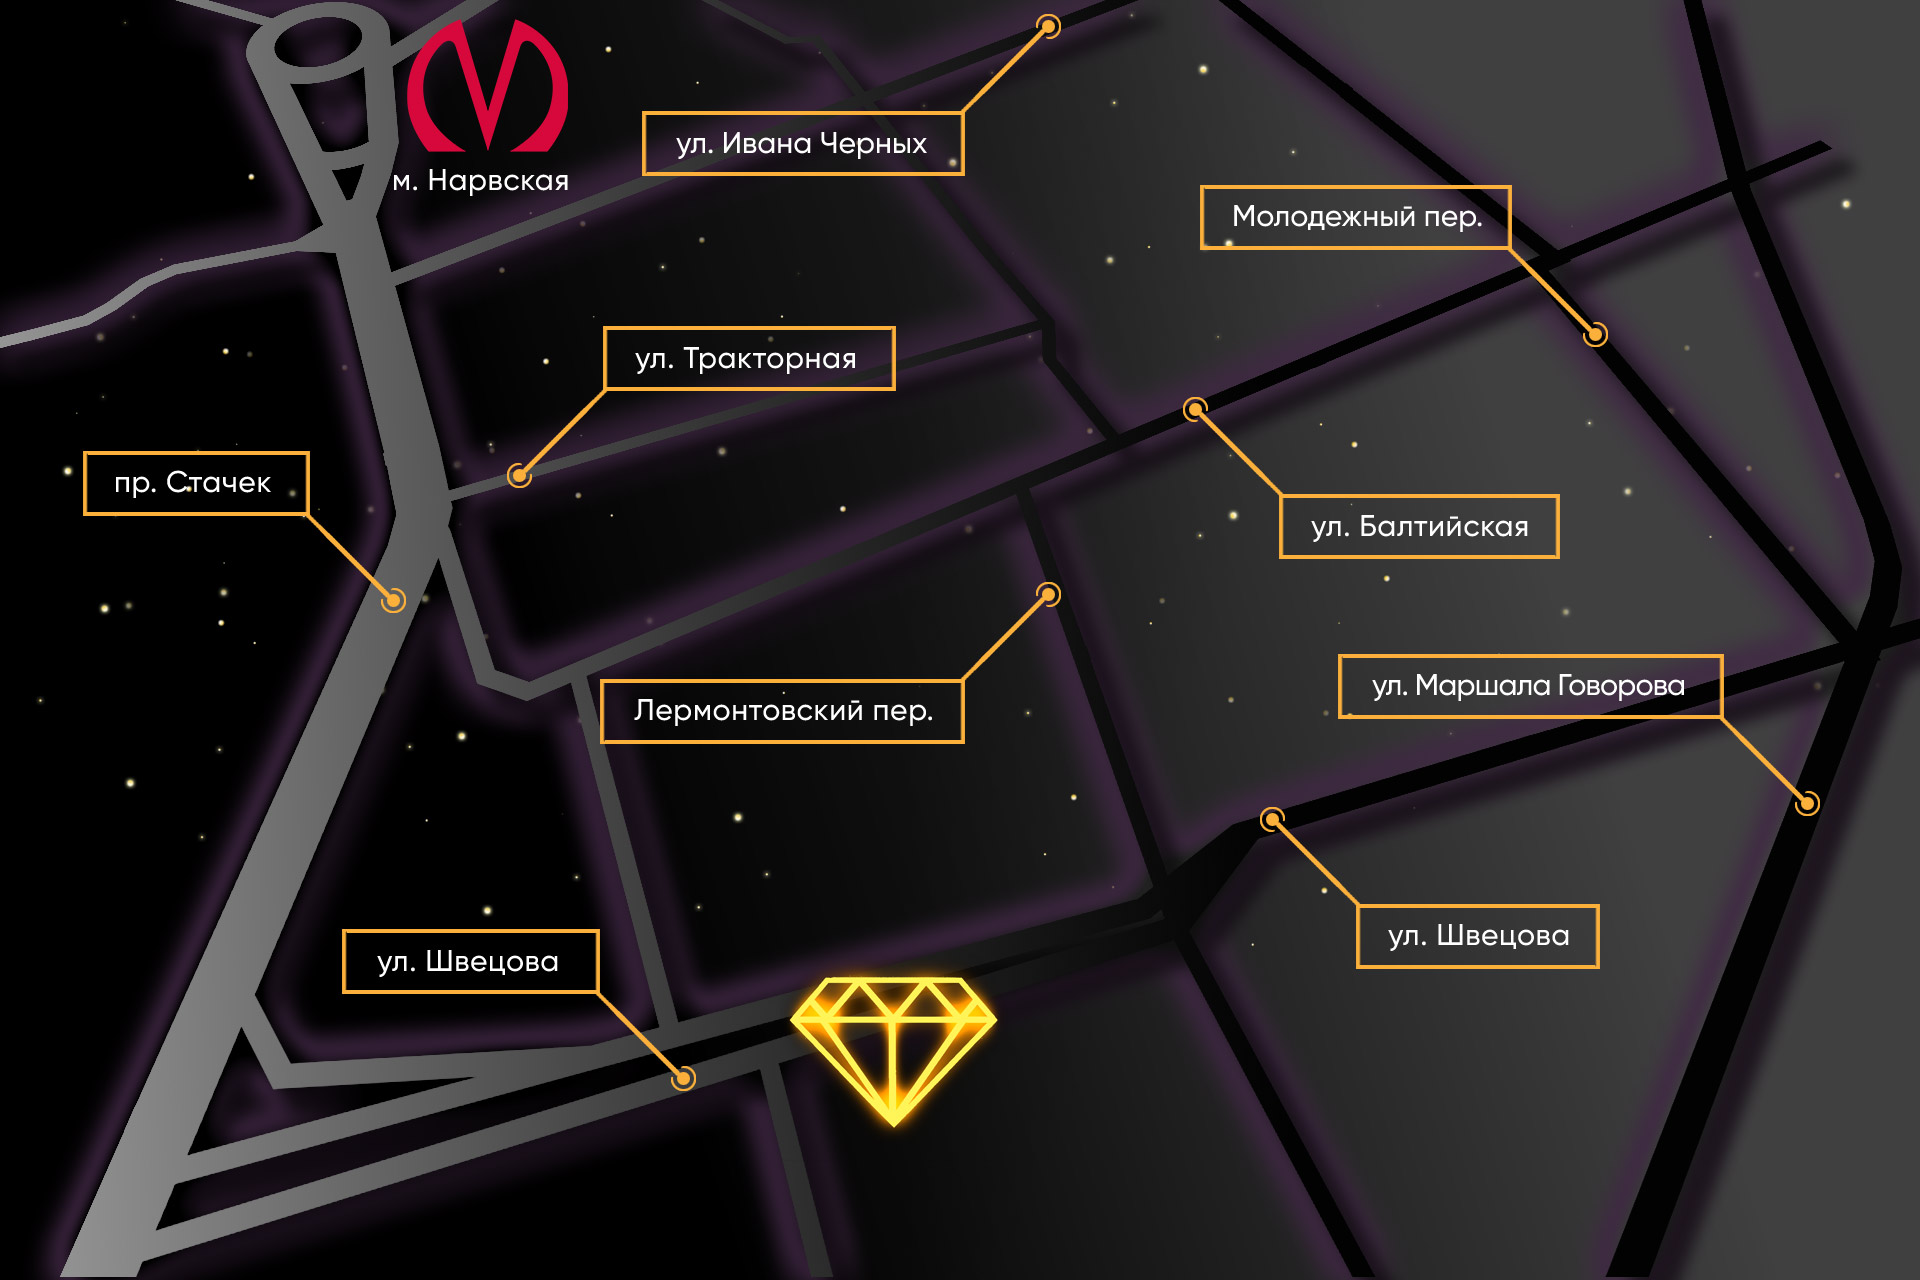 ул. Ивана Черных
м. Нарвская
Молодежный пер.
ул. Тракторная
пр. Стачек
ул. Балтийская
Лермонтовский пер.
ул. Маршала Говорова
ул. Швецова
ул. Швецова